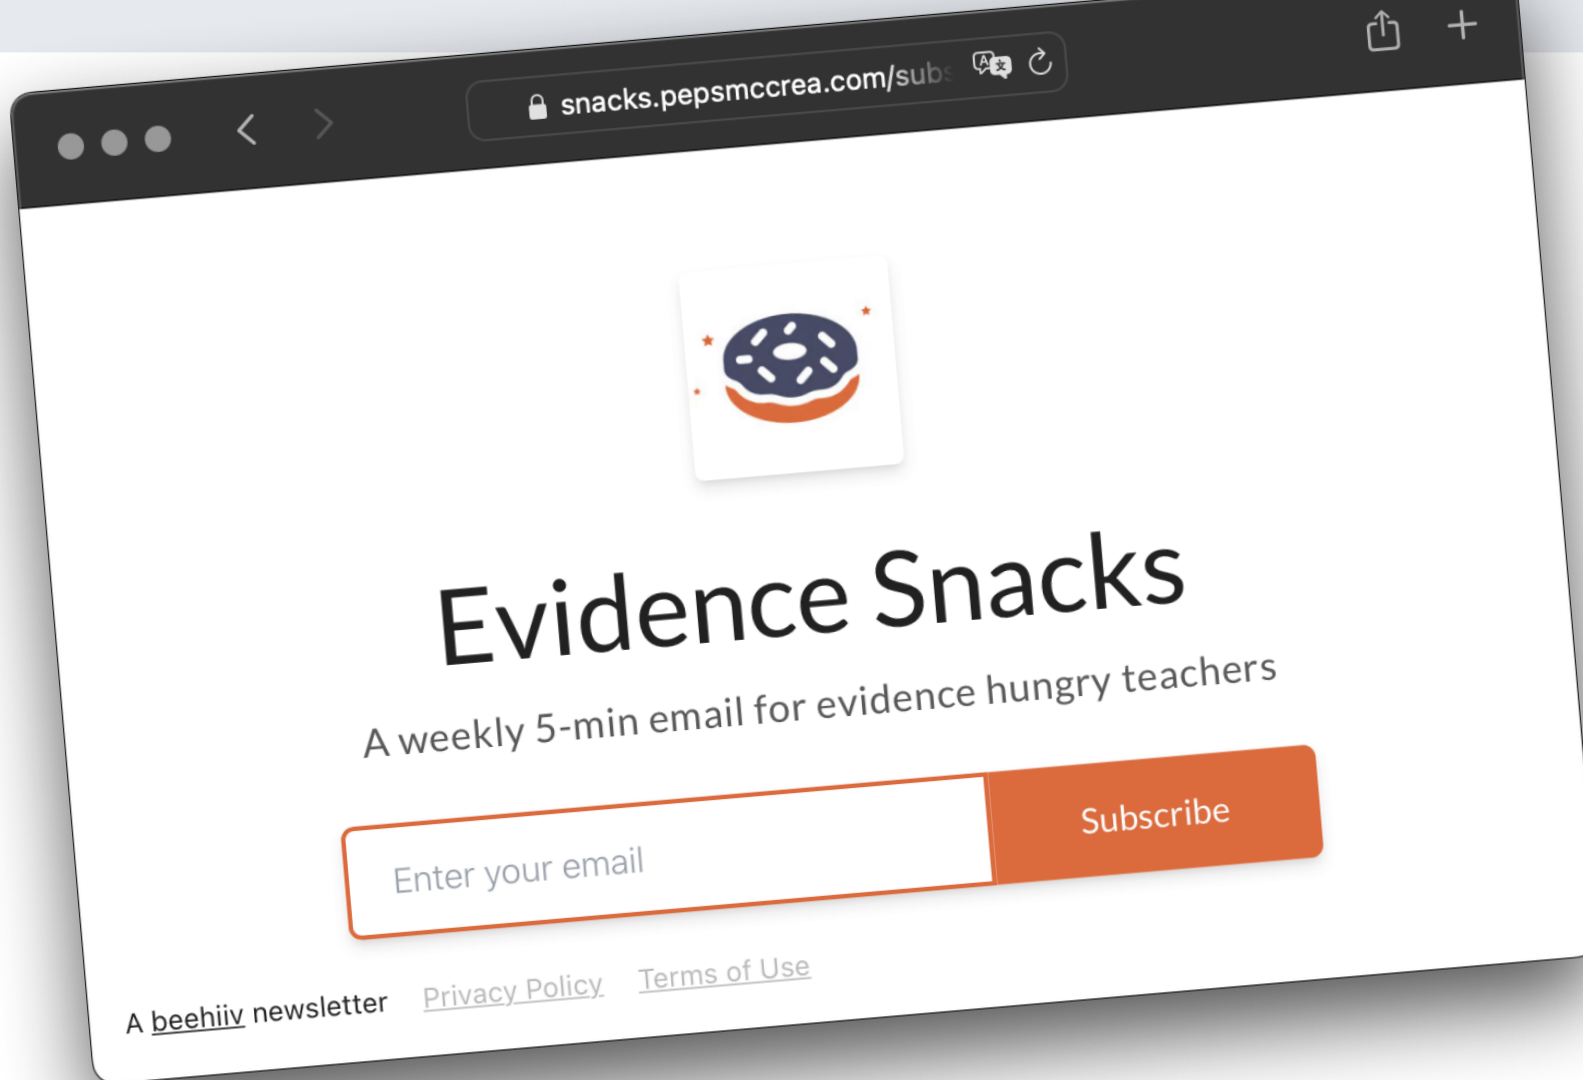 snacks.pepsmccrea.com/subs
Evidence Snacks
A weekly 5-min email for evidence hungry teachers
Enter your email
Subscribe
A beehiiv newsletter Privacy Policy Terms of Use